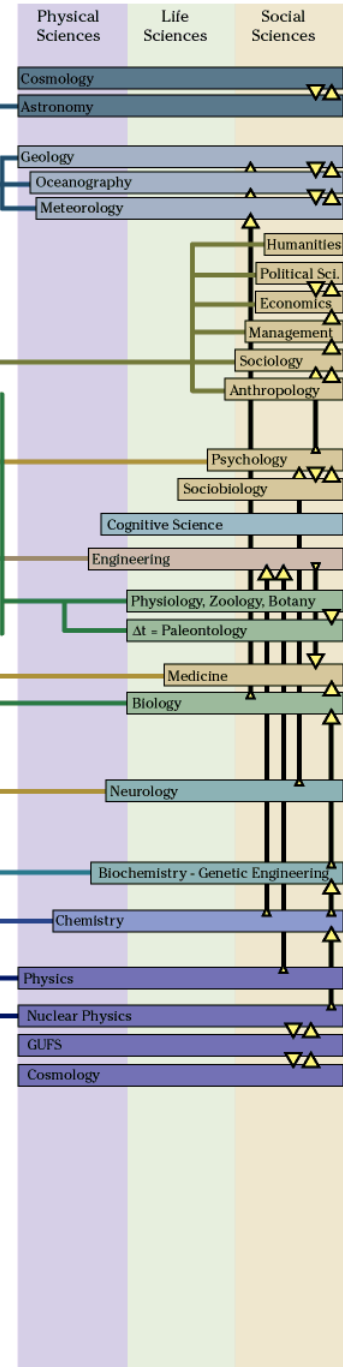 Physical Sciences
Life Sciences
Social Sciences
Cosmology
Astronomy
Geology
Oceanography
Meteorology
Humanities
Political Sci.
Economics
Management
Sociology
Anthropology
Psychology
Sociobiology
Cognitive Science
Engineering
Physiology, Zoology, Botany
Δt = Paleontology
Medicine
Biology
Neurology
Biochemistry - Genetic Engineering
Chemistry
Physics
Nuclear Physics
GUFS
Cosmology